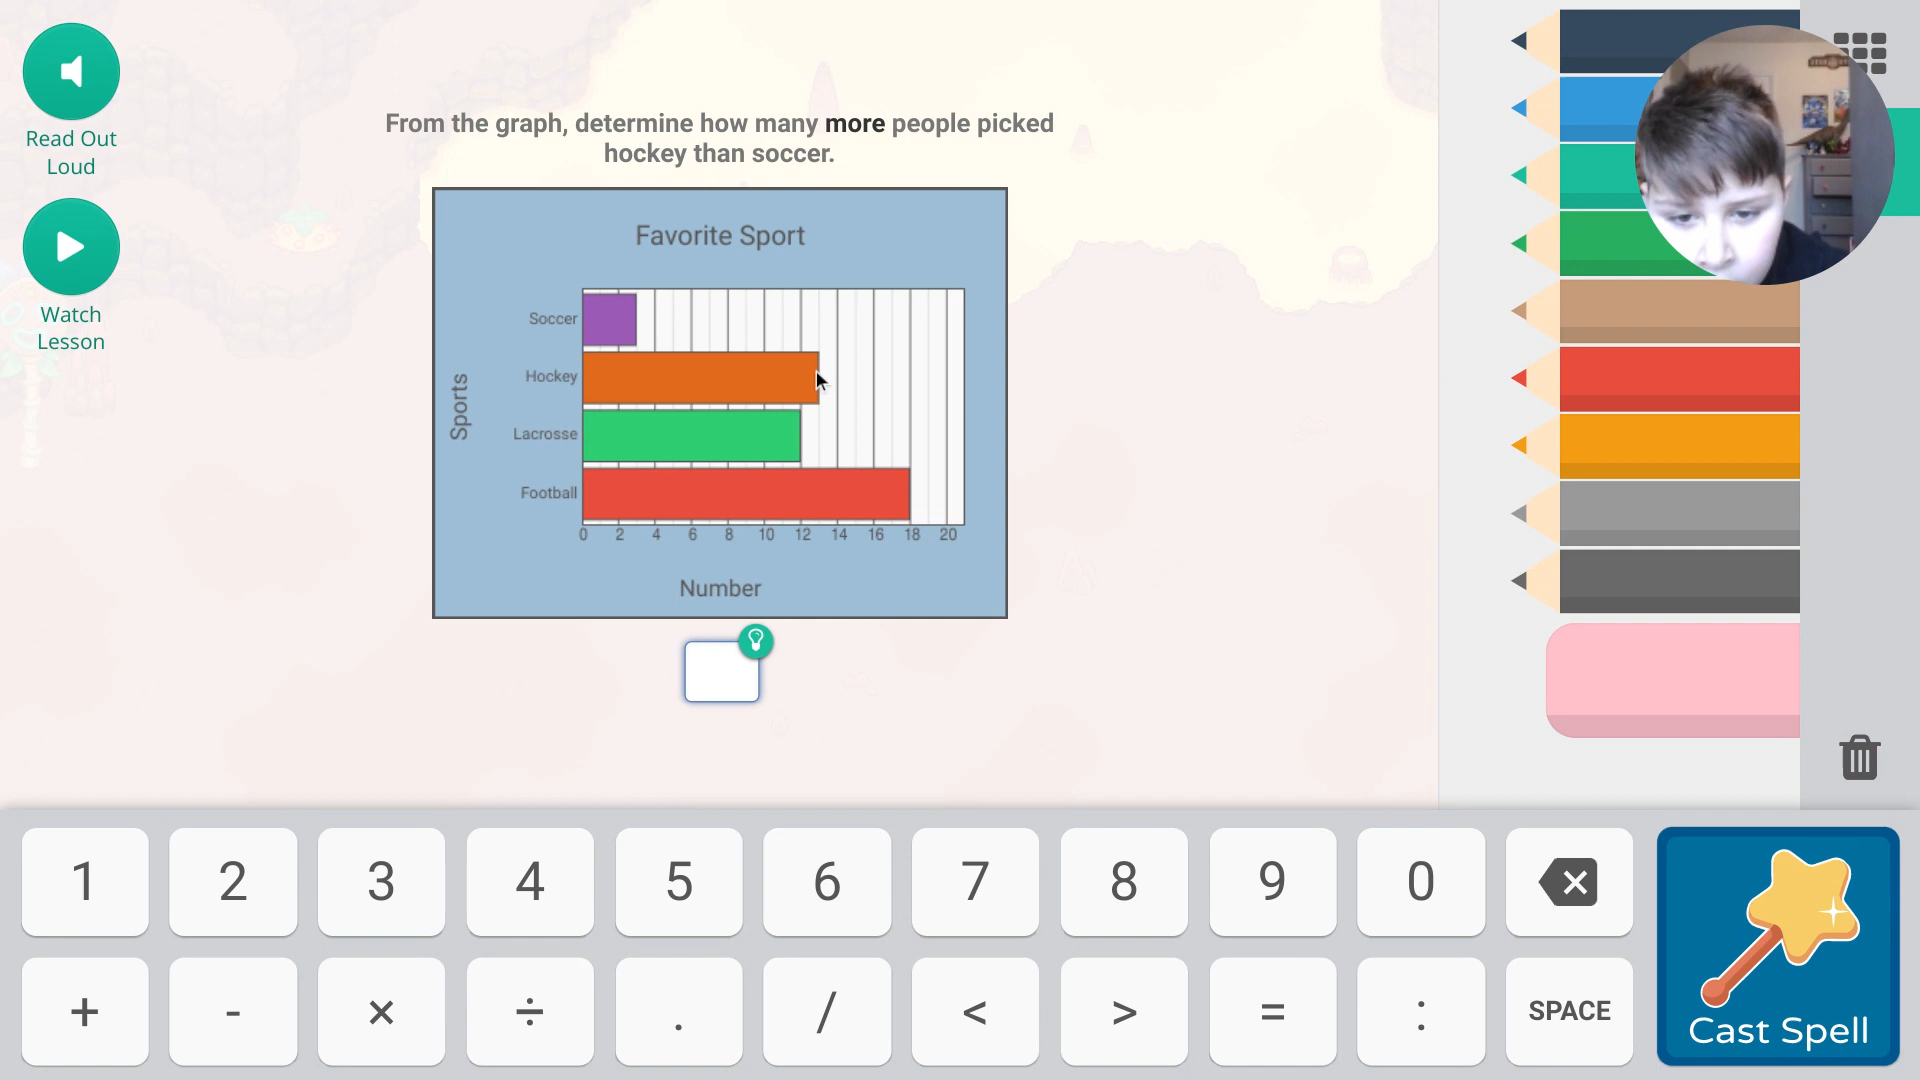 Read Out
Loud
Watch
Lesson
From the graph, determine how many more people picked
hockey than soccer.
Favorite Sport
Sports
Soccer
Hockey
Lacrosse
Football
0 2 4 6 8 10 12 14 16 18 20
Number
1 2 3 4 5 6 7 8 9 0
+ - × ÷ . / < > = : SPACE
Cast Spell